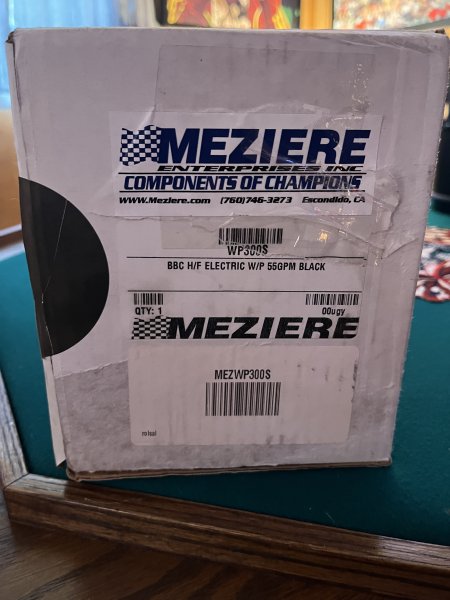 MEZIERE
ENTERPRISES INC
COMPONENTS OF CHAMPIONS
www.Meziere.com (760)746-3273 Escondido, CA
WP300S
BBC H/F ELECTRIC W/P 55GPM BLACK
QTY: 1 00ugy
MEZIERE
MEZWP300S
rolsal